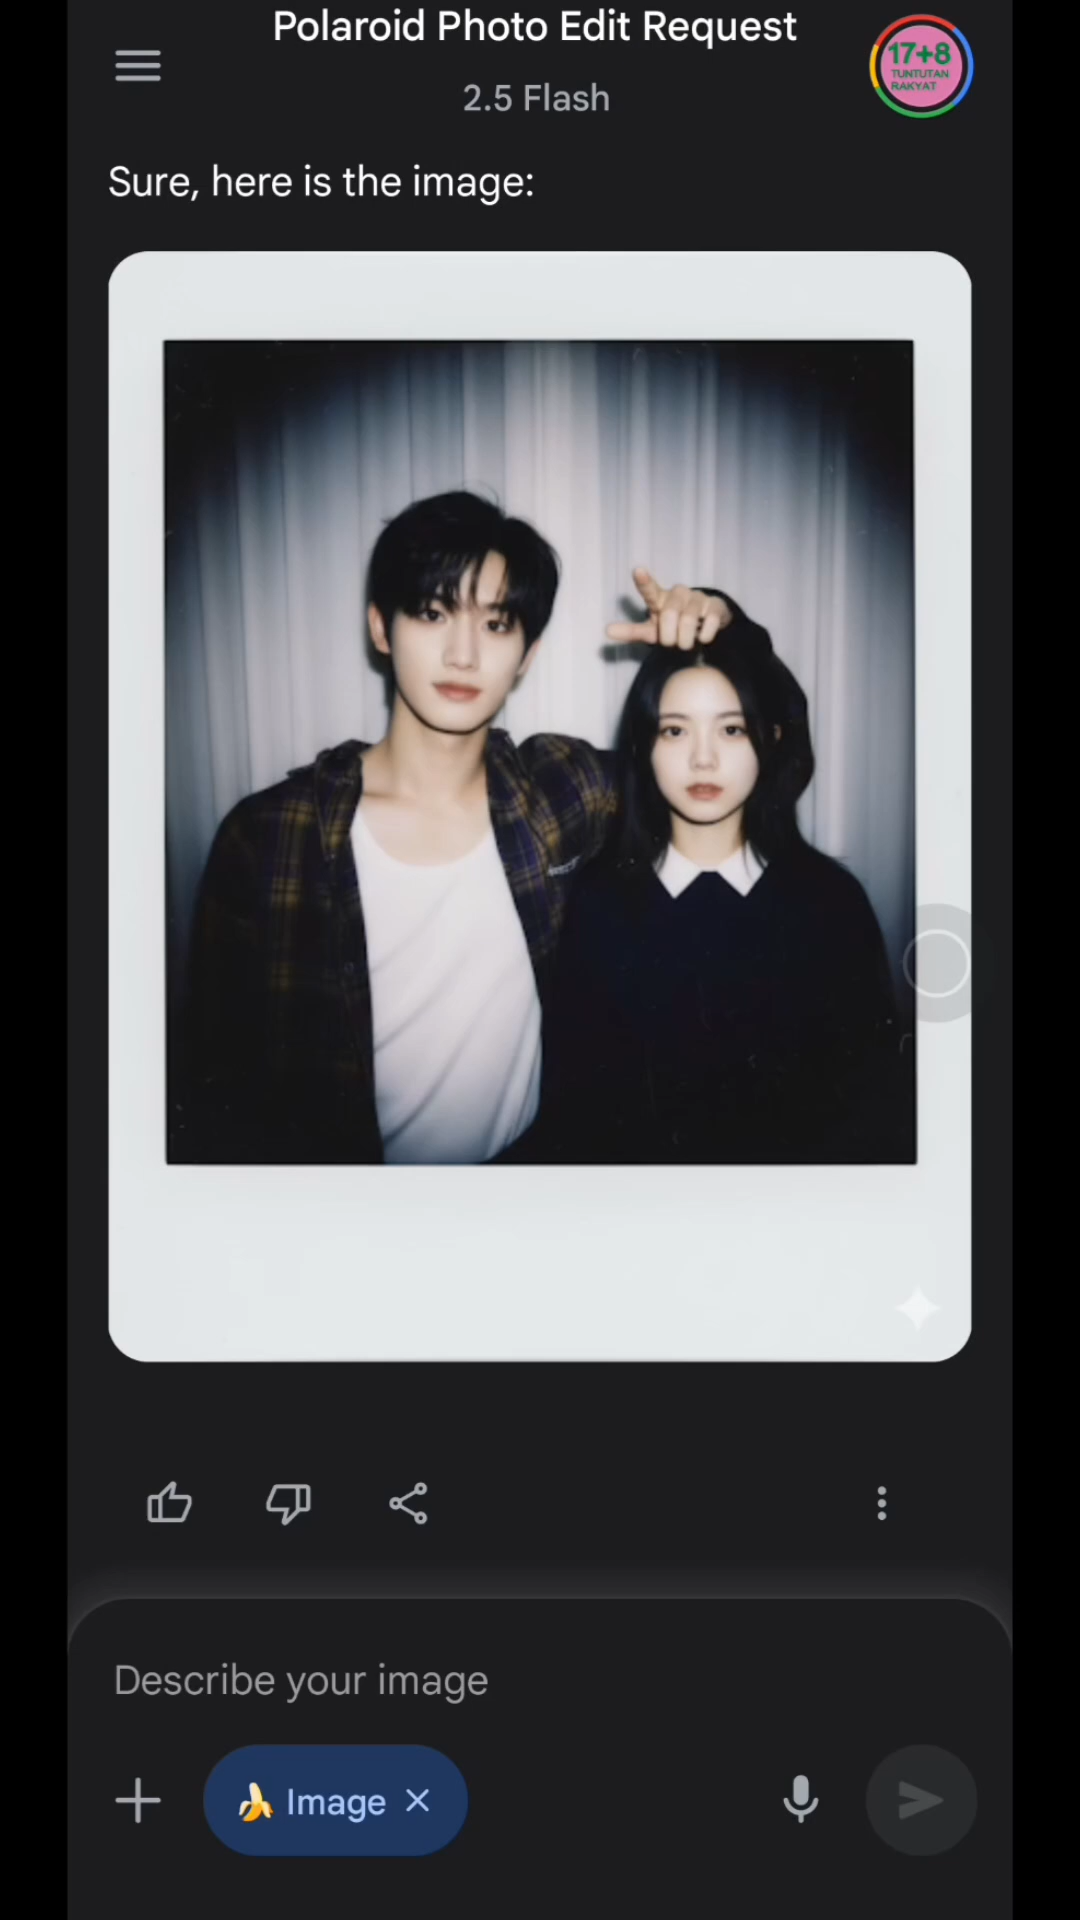 Polaroid Photo Edit Request
2.5 Flash
17+8
TUNTUTAN
RAKYAT
Sure, here is the image:
Describe your image
Image